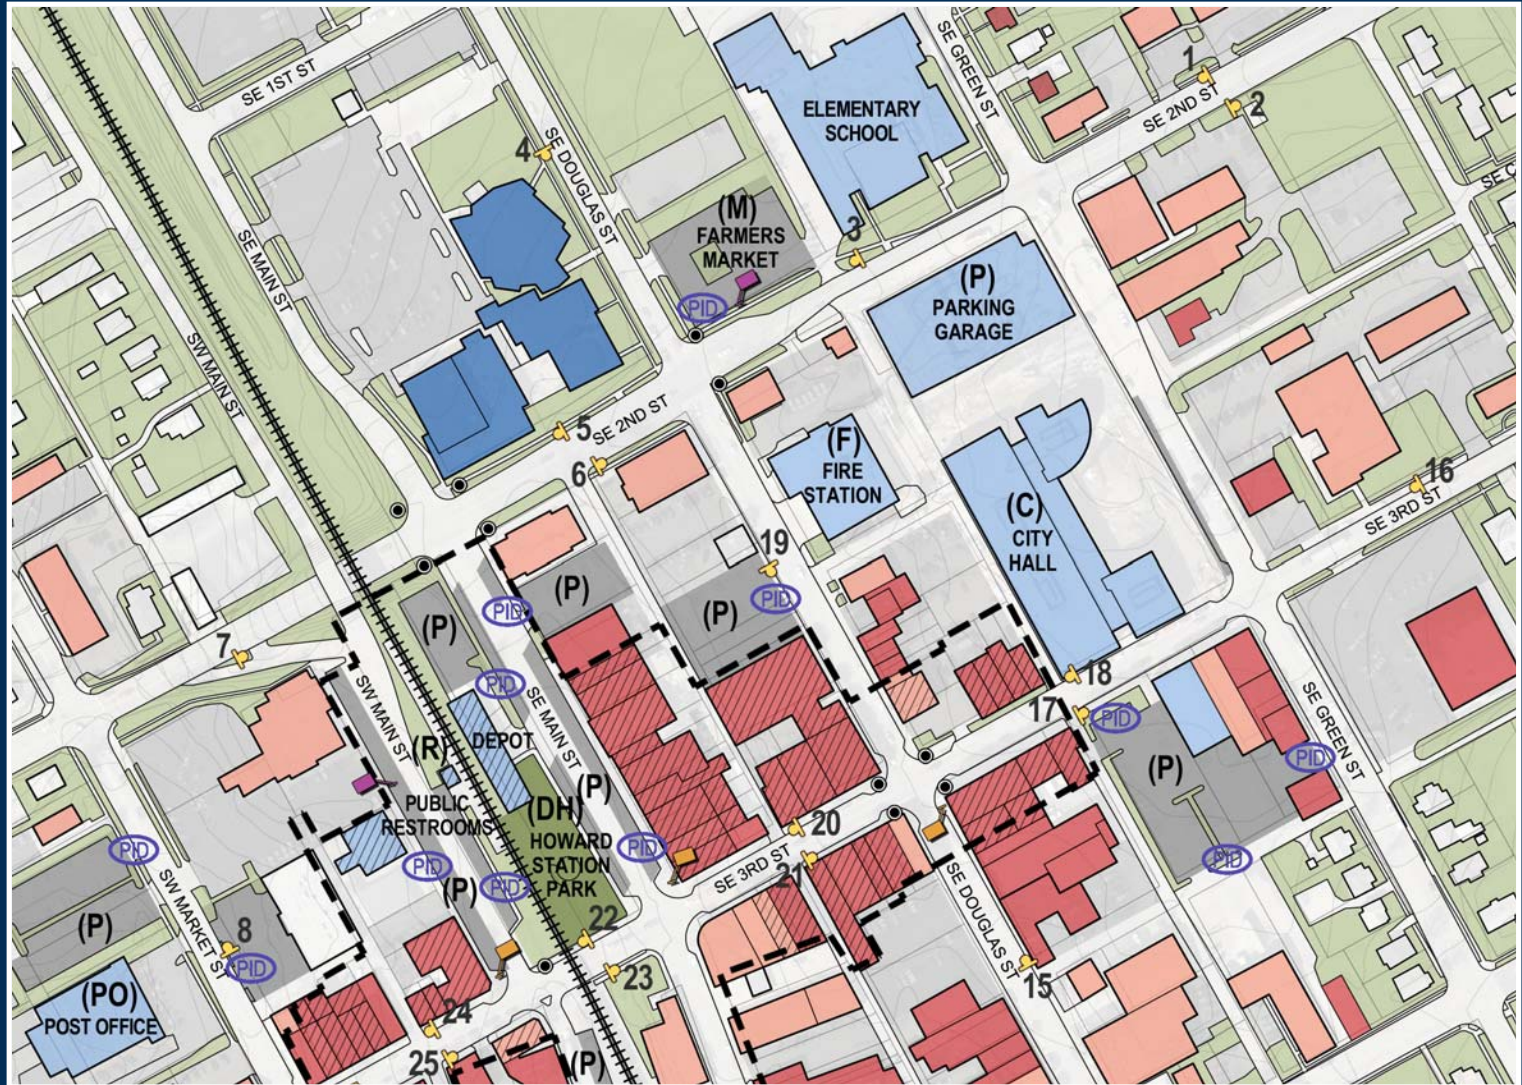 SE 1ST ST
SE GREEN ST
1
SE 2ND ST
2
ELEMENTARY
SCHOOL
4
SE DOUGLAS ST
(M)
FARMERS
MARKET
PID
3
SE MAIN ST
(P)
PARKING
GARAGE
SW MAIN ST
5
SE 2ND ST
6
(F)
FIRE
STATION
16
SE 3RD ST
(C)
CITY
HALL
19
PID
(P)
(P)
PID
(P)
7
PID
SW MAIN ST
SE MAIN ST
18
17
PID
SE GREEN ST
PID
(P)
(R)
DEPOT
PUBLIC
RESTROOMS
(P)
(DH)
HOWARD
STATION
PARK
PID
20
SE 3RD ST
21
PID
PID
PID
(P)
PID
SE DOUGLAS ST
15
SW MARKET ST
(P)
8
PID
22
23
(PO)
POST OFFICE
24
25
(P)